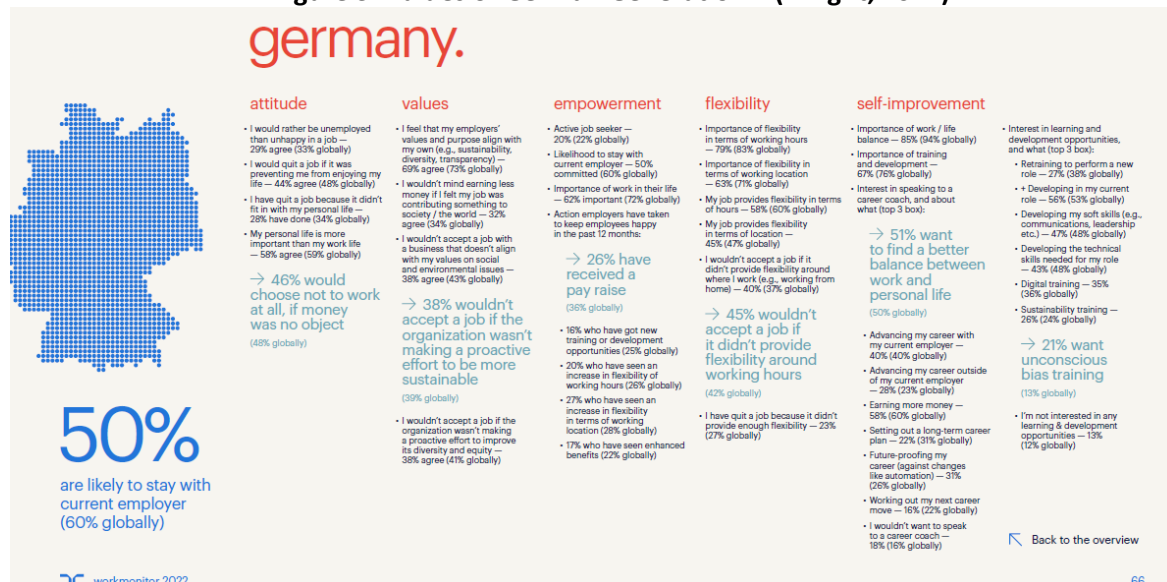 germany.
50%
are likely to stay with
current employer
(60% globally)
attitude
• I would rather be unemployed
than unhappy in a job —
29% agree (33% globally)
• I would quit a job if it was
preventing me from enjoying my
life — 44% agree (48% globally)
• I have quit a job because it didn't
fit in with my personal life —
28% have done (34% globally)
• My personal life is more
important than my work life
— 58% agree (59% globally)
→ 46% would
choose not to work
at all, if money
was no object
(48% globally)
values
• I feel that my employers'
values and purpose align with
my own (e.g., sustainability,
diversity, transparency) —
69% agree (73% globally)
• I wouldn't mind earning less
money if I felt my job was
contributing something to
society / the world — 32%
agree (34% globally)
• I wouldn't accept a job with
a business that doesn't align
with my values on social
and environmental issues —
38% agree (43% globally)
→ 38% wouldn't
accept a job if the
organization wasn't
making a proactive
effort to be more
sustainable
(39% globally)
• I wouldn't accept a job if the
organization wasn't making
a proactive effort to improve
its diversity and equity —
38% agree (41% globally)
empowerment
• Active job seeker —
20% (22% globally)
• Likelihood to stay with
current employer — 50%
committed (60% globally)
• Importance of work in their life
— 62% important (72% globally)
• Action employers have taken
to keep employees happy
in the past 12 months:
→ 26% have
received a
pay raise
(36% globally)
• 16% who have got new
training or development
opportunities (25% globally)
• 20% who have seen an
increase in flexibility of
working hours (26% globally)
• 27% who have seen an
increase in flexibility
in terms of working
location (28% globally)
• 17% who have seen enhanced
benefits (22% globally)
flexibility
• Importance of flexibility
in terms of working hours
— 79% (83% globally)
• Importance of flexibility in
terms of working location
— 63% (71% globally)
• My job provides flexibility in terms
of hours — 58% (60% globally)
• My job provides flexibility
in terms of location —
45% (47% globally)
• I wouldn't accept a job if it
didn't provide flexibility around
where I work (e.g., working from
home) — 40% (37% globally)
→ 45% wouldn't
accept a job if
it didn't provide
flexibility around
working hours
(42% globally)
• I have quit a job because it didn't
provide enough flexibility — 23%
(27% globally)
self-improvement
• Importance of work / life
balance — 85% (94% globally)
• Importance of training
and development —
67% (76% globally)
• Interest in speaking to a
career coach, and about
what (top 3 box):
→ 51% want
to find a better
balance between
work and
personal life
(50% globally)
• Advancing my career with
my current employer —
40% (40% globally)
• Advancing my career outside
of my current employer
— 28% (23% globally)
• Earning more money —
58% (60% globally)
• Setting out a long-term career
plan — 22% (31% globally)
• Future-proofing my
career (against changes
like automation) — 31%
(26% globally)
• Working out my next career
move — 16% (22% globally)
• I wouldn't want to speak
to a career coach —
18% (16% globally)
• Interest in learning and
development opportunities,
and what (top 3 box):
• Retraining to perform a new
role — 27% (38% globally)
• + Developing in my current
role — 56% (53% globally)
• Developing my soft skills (e.g.,
communications, leadership
etc.) — 47% (48% globally)
• Developing the technical
skills needed for my role
— 43% (48% globally)
• Digital training — 35%
(36% globally)
• Sustainability training —
26% (24% globally)
→ 21% want
unconscious
bias training
(13% globally)
• I'm not interested in any
learning & development
opportunities — 13%
(12% globally)
Back to the overview
workmonitor 2022
66